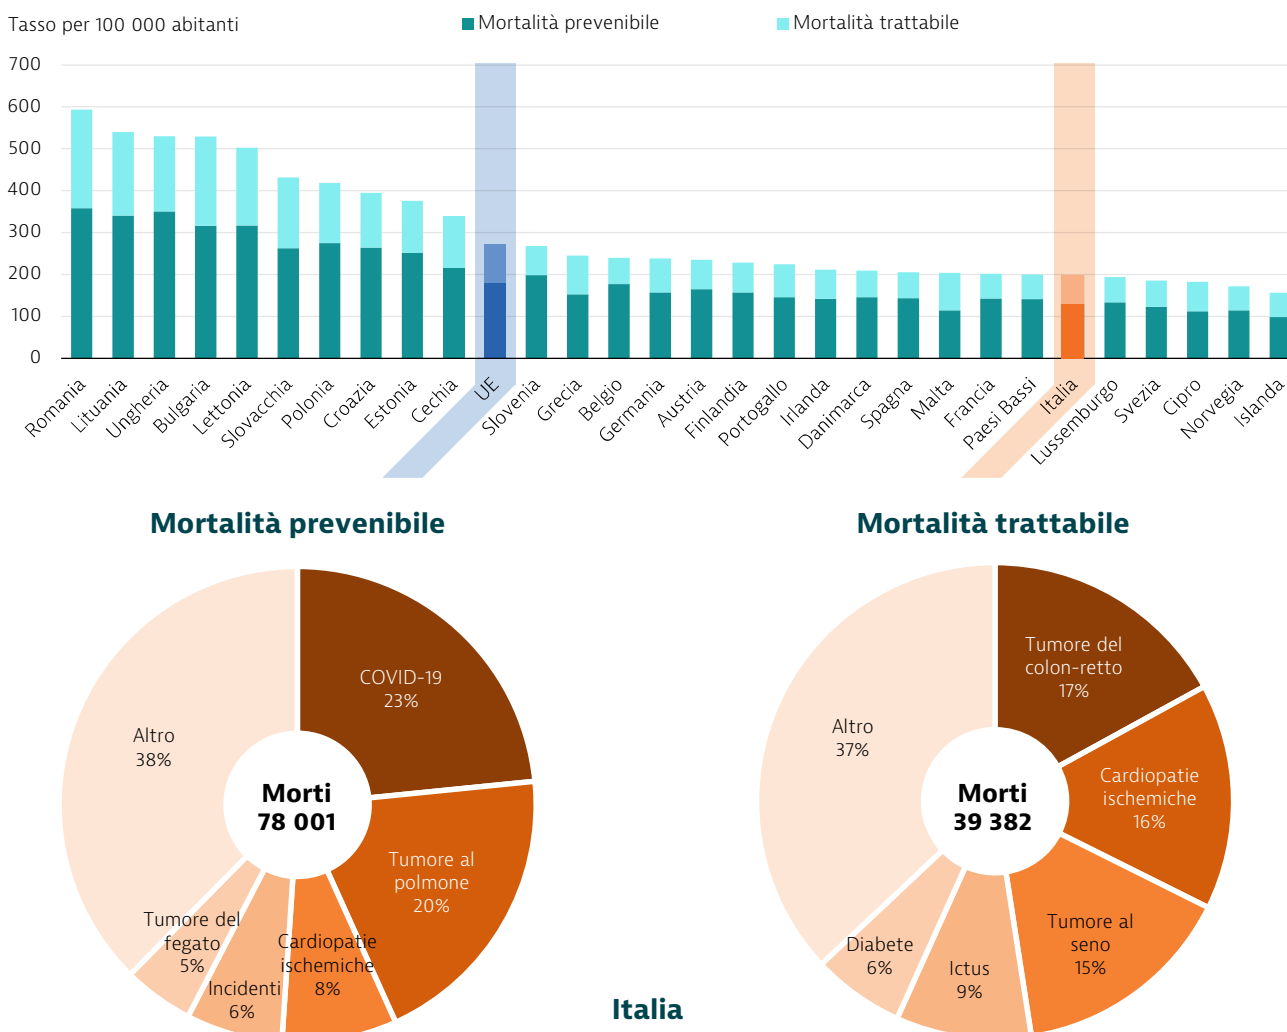 Tasso per 100 000 abitanti
Mortalità prevenibile
Mortalità trattabile
700
600
500
400
300
200
100
0
Romania
Lituania
Ungheria
Bulgaria
Lettonia
Slovacchia
Polonia
Croazia
Estonia
Cechia
UE
Slovenia
Grecia
Belgio
Germania
Austria
Finlandia
Portogallo
Irlanda
Danimarca
Spagna
Malta
Francia
Paesi Bassi
Italia
Lussemburgo
Svezia
Cipro
Norvegia
Islanda
Mortalità prevenibile
COVID-19
23%
Altro
38%
Morti
78 001
Tumore al
polmone
20%
Tumore del
fegato
5%
Cardiopatie
ischemiche
8%
Incidenti
6%
Mortalità trattabile
Tumore del
colon-retto
17%
Altro
37%
Cardiopatie
ischemiche
16%
Morti
39 382
Tumore al
seno
15%
Diabete
6%
Ictus
9%
Italia